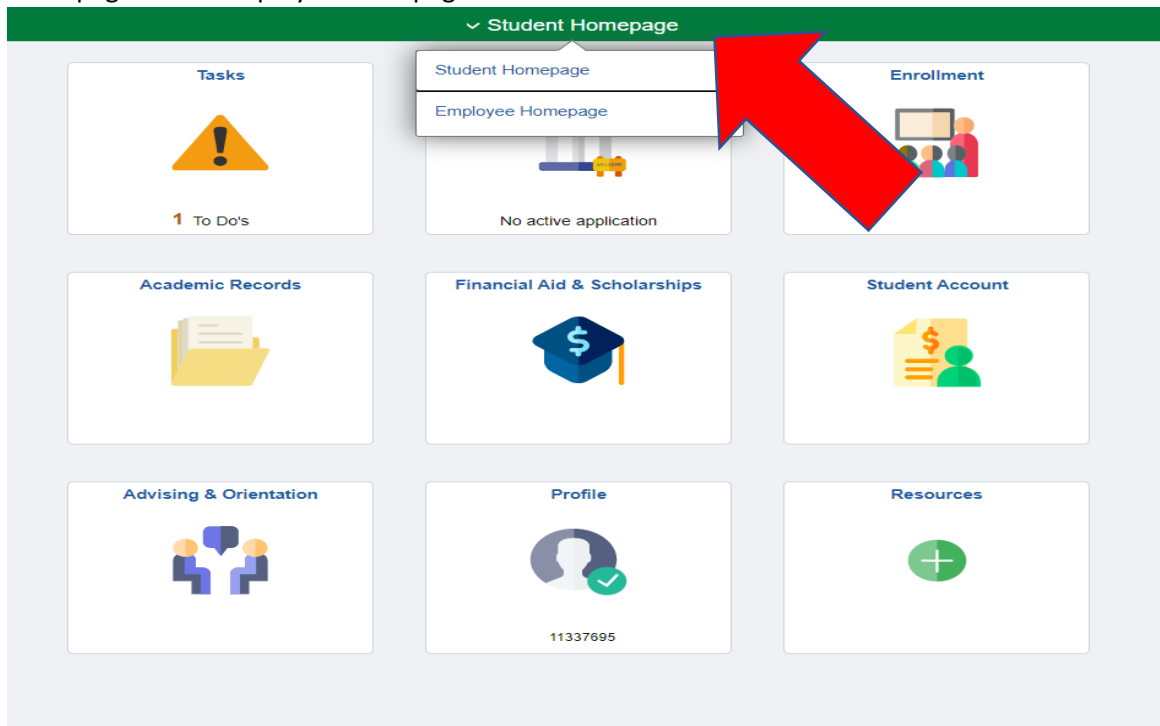 Student Homepage
Student Homepage
Employee Homepage
Tasks
1 To Do's
No active application
Enrollment
Academic Records
Financial Aid & Scholarships
$
Student Account
$
Advising & Orientation
Profile
11337695
Resources